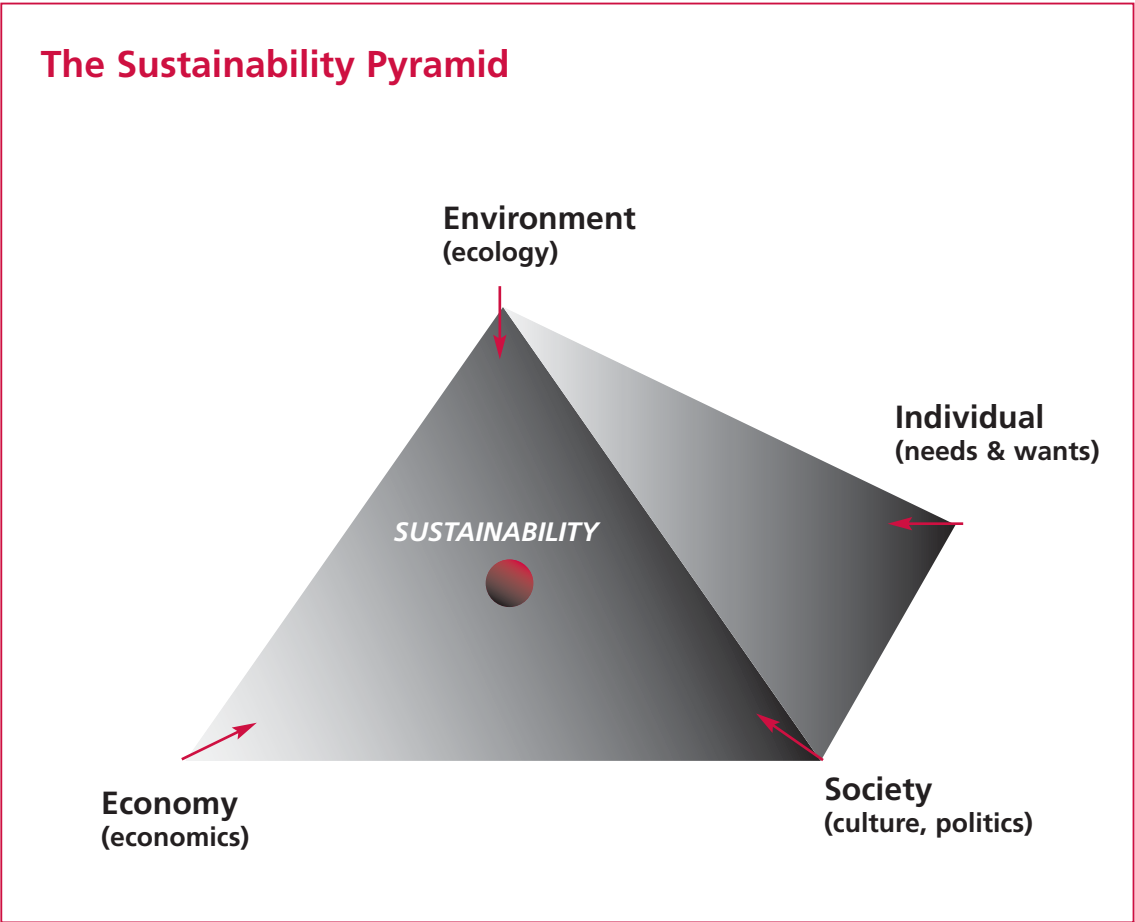 The Sustainability Pyramid
Environment
(ecology)
Individual
(needs & wants)
SUSTAINABILITY
Economy
(economics)
Society
(culture, politics)